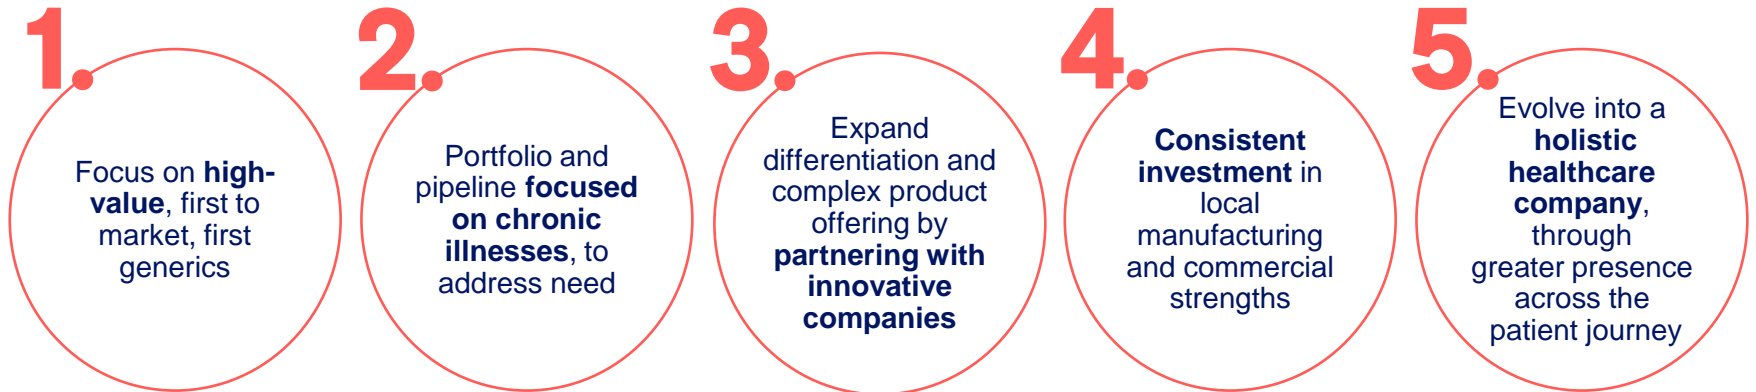 1.
Focus on high-
value, first to
market, first
generics
2.
Portfolio and
pipeline focused
on chronic
illnesses, to
address need
3.
Expand
differentiation and
complex product
offering by
partnering with
innovative
companies
4.
Consistent
investment in
local
manufacturing
and commercial
strengths
5.
Evolve into a
holistic
healthcare
company,
through
greater presence
across the
patient journey